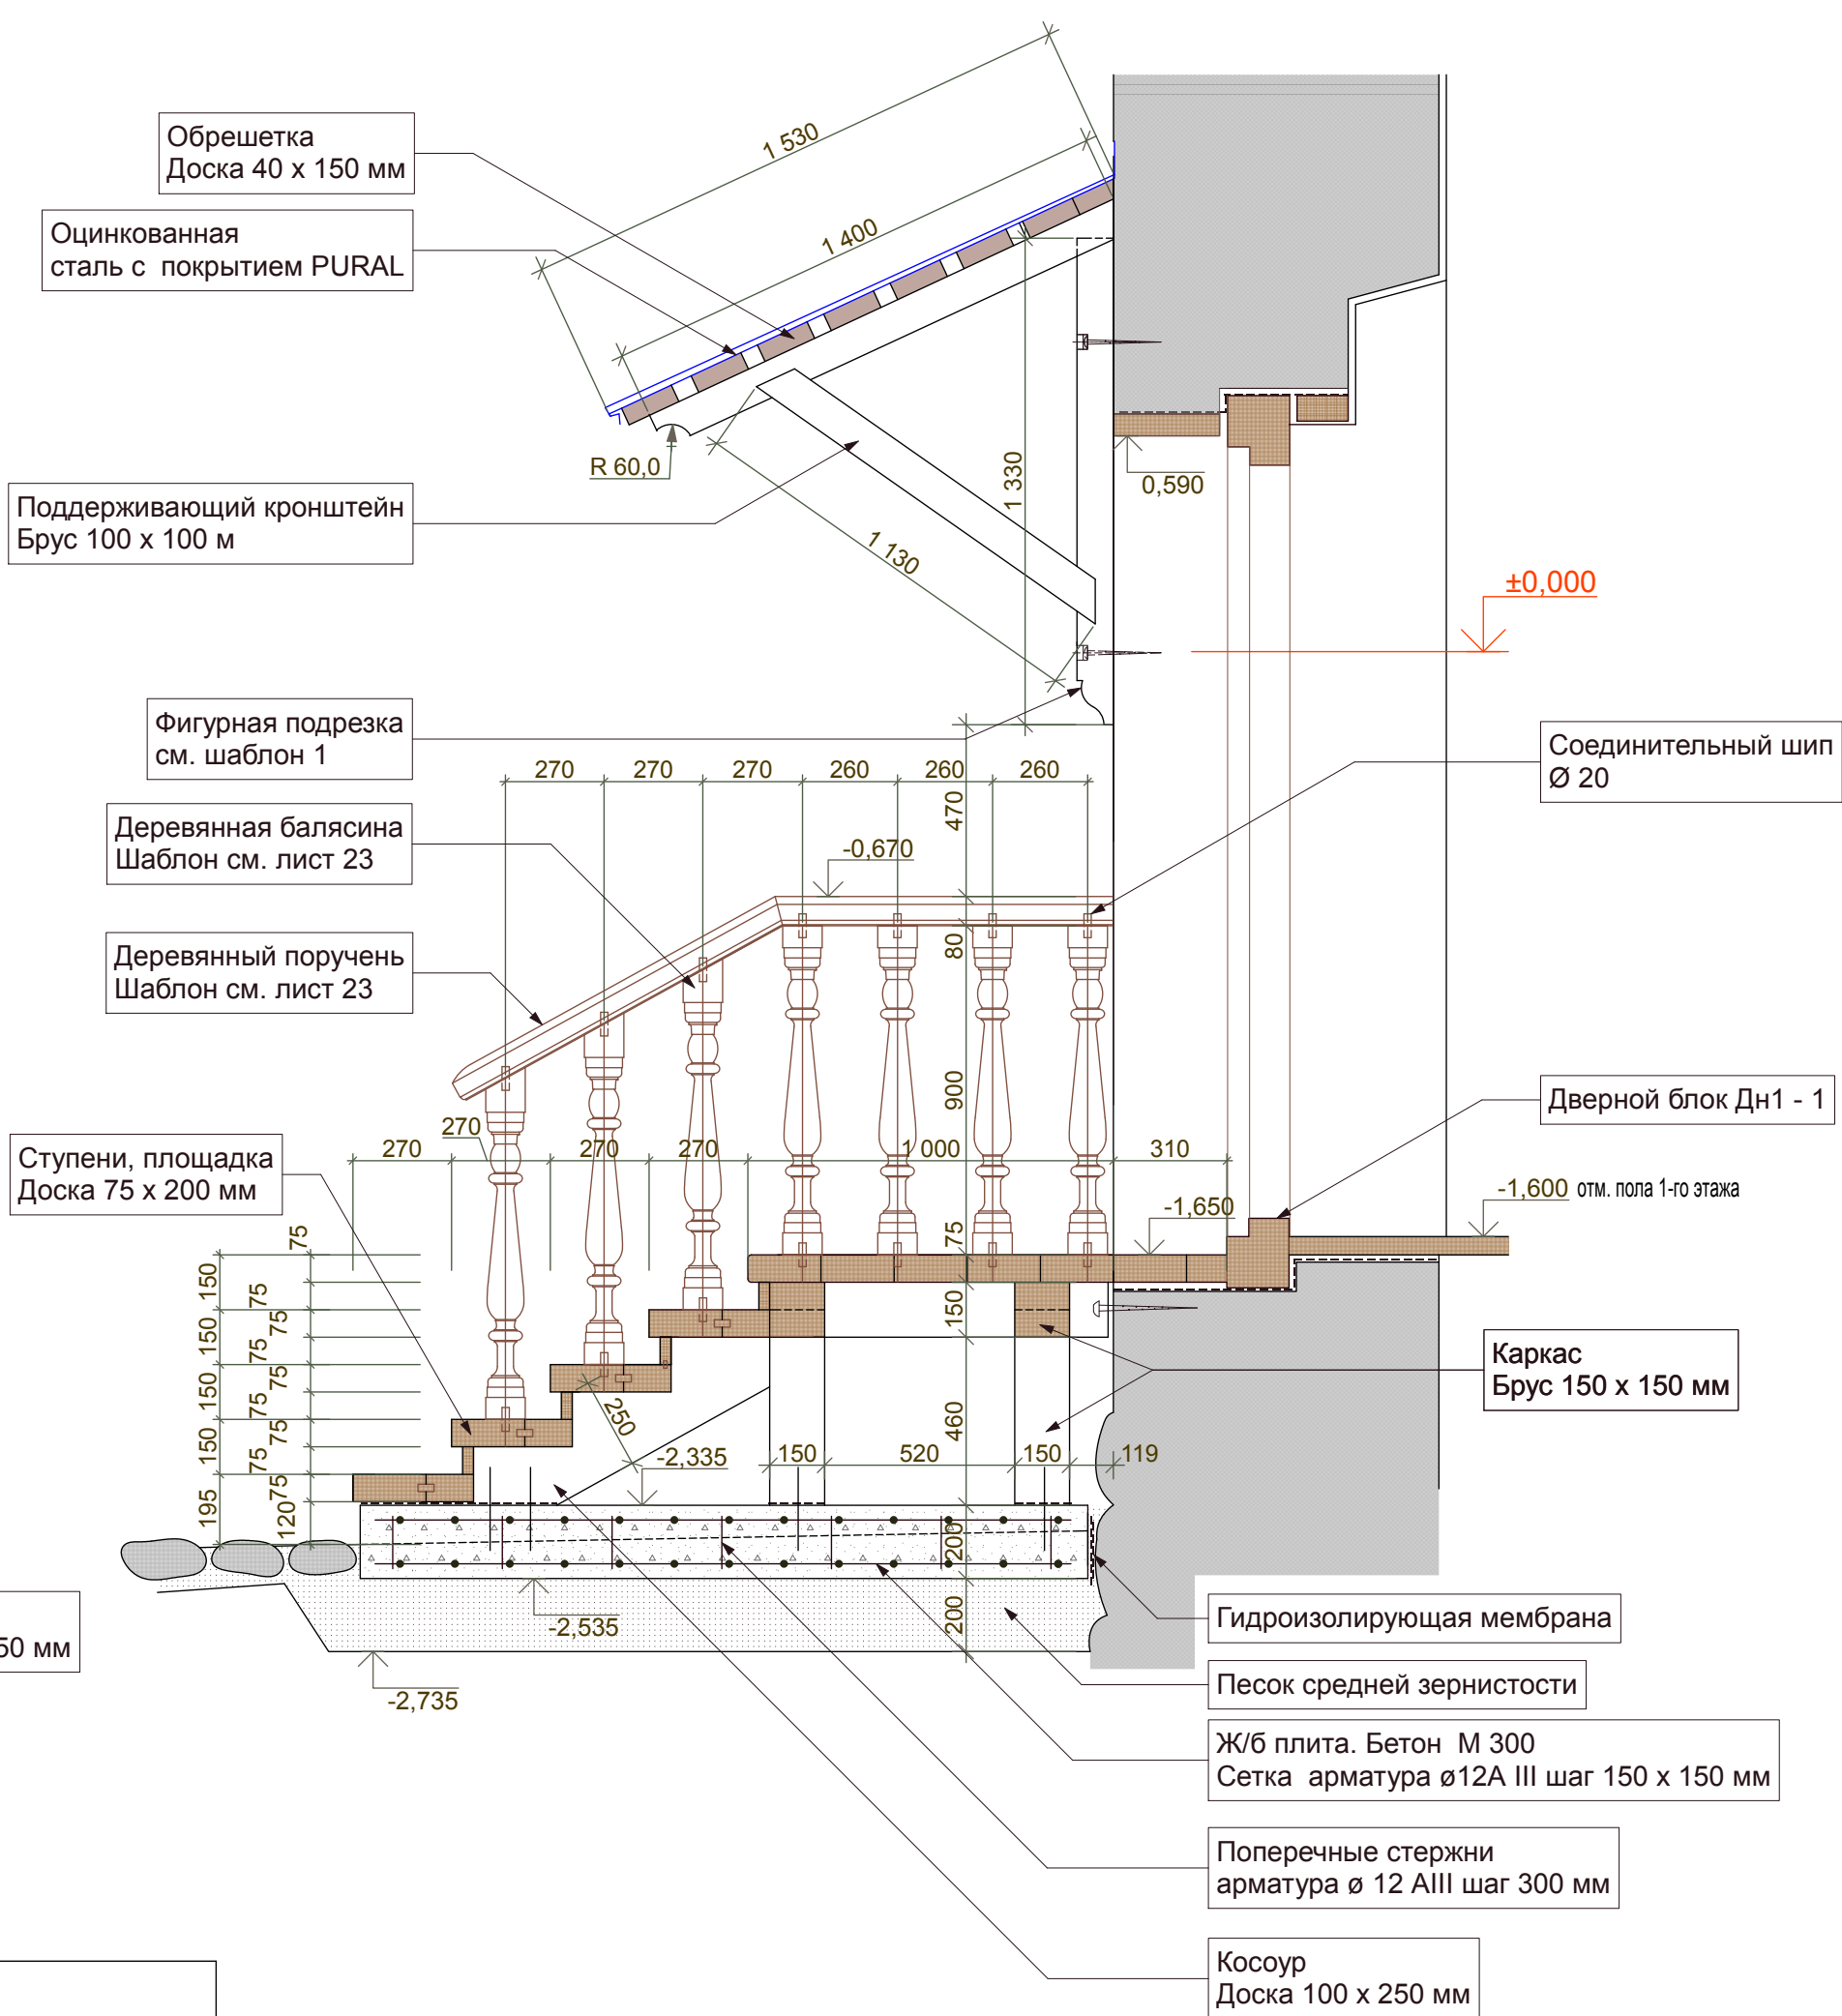 1 530
Обрешетка
Доска 40 х 150 мм
1 400
Оцинкованная
сталь с покрытием PURAL
R 60,0
1 330
0,590
Поддерживающий кронштейн
Брус 100 х 100 м
1 130
±0,000
Фигурная подрезка
см. шаблон 1
Соединительный шип
Ø 20
270
270
270
260
260
260
470
Деревянная балясина
Шаблон см. лист 23
-0,670
Деревянный поручень
Шаблон см. лист 23
80
900
Дверной блок Дн1 - 1
270
270
270
270
1 000
310
Ступени, площадка
Доска 75 х 200 мм
-1,600 отм. пола 1-го этажа
-1,650
75
75
150
75
75
150
150
75
75
150
75
75
150
75
75
195
120
150
Каркас
Брус 150 х 150 мм
250
460
-2,335
150
520
150
119
200
-2,535
200
Гидроизолирующая мембрана
50 мм
-2,735
Песок средней зернистости
Ж/б плита. Бетон М 300
Сетка арматура ø12А III шаг 150 х 150 мм
Поперечные стержни
арматура ø 12 АIII шаг 300 мм
Косоур
Доска 100 х 250 мм